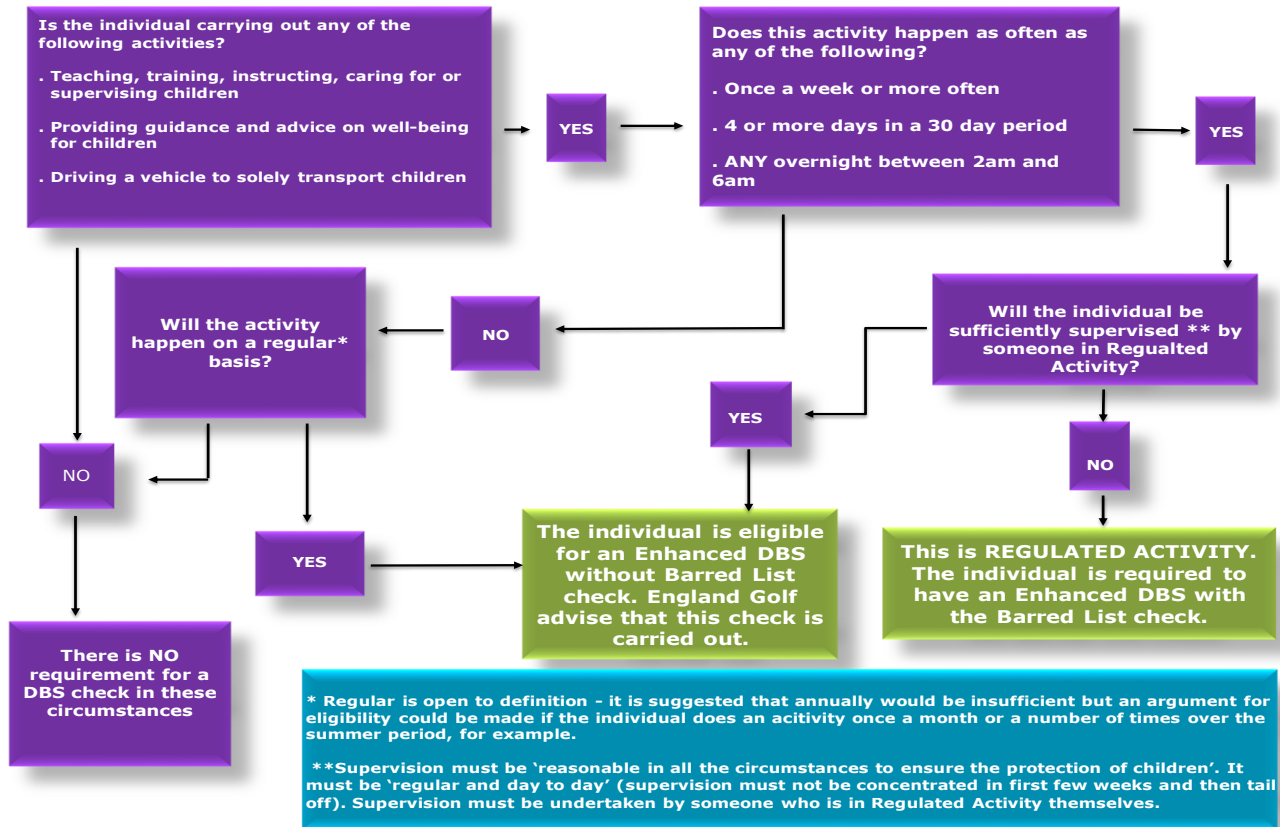 Is the individual carrying out any of the
following activities?
. Teaching, training, instructing, caring for or
supervising children
. Providing guidance and advice on well-being
for children
. Driving a vehicle to solely transport children
YES
Does this activity happen as often as
any of the following?
. Once a week or more often
. 4 or more days in a 30 day period
. ANY overnight between 2am and
6am
YES
Will the activity
happen on a regular*
basis?
NO
Will the individual be
sufficiently supervised ** by
someone in Regualted
Activity?
YES
NO
NO
YES
The individual is eligible
for an Enhanced DBS
without Barred List
check. England Golf
advise that this check is
carried out.
This is REGULATED ACTIVITY.
The individual is required to
have an Enhanced DBS with
the Barred List check.
There is NO
requirement for a
DBS check in these
circumstances
* Regular is open to definition - it is suggested that annually would be insufficient but an argument for
eligibility could be made if the individual does an acitivity once a month or a number of times over the
summer period, for example.
**Supervision must be ‘reasonable in all the circumstances to ensure the protection of children’. It
must be ‘regular and day to day’ (supervision must not be concentrated in first few weeks and then tail
off). Supervision must be undertaken by someone who is in Regulated Activity themselves.